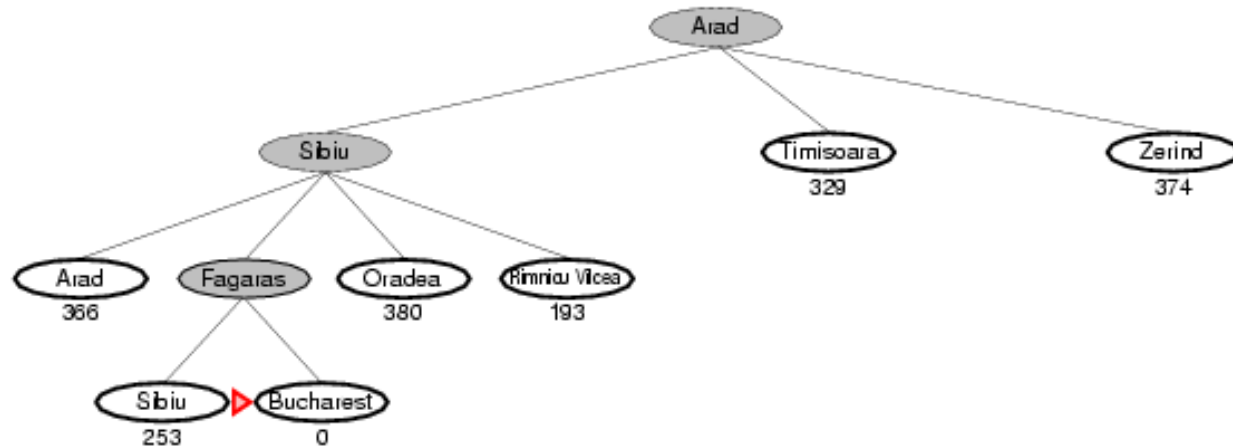 Arad
Sibiu
Timisoara
Zerind
329
374
Arad
Fagaras
Oradea
Rimnicu Vilcea
366
380
193
Sibiu
Bucharest
253
0